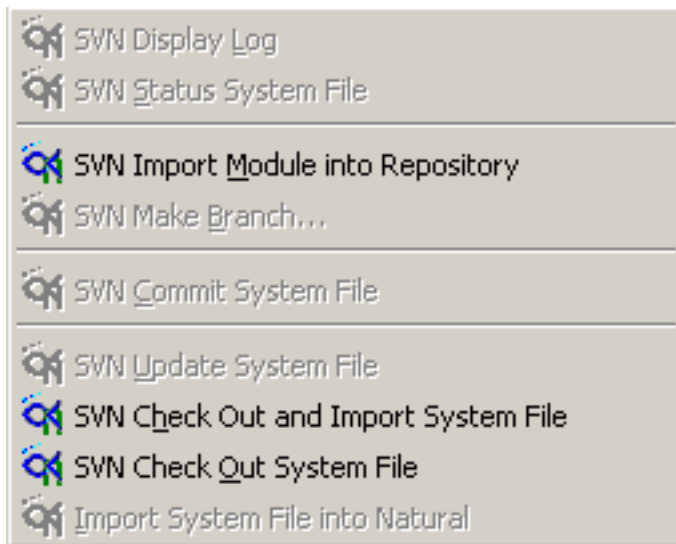 SVN Display Log
SVN Status System File
SVN Import Module into Repository
SVN Make Branch...
SVN Commit System File
SVN Update System File
SVN Check Out and Import System File
SVN Check Out System File
Import System File into Natural